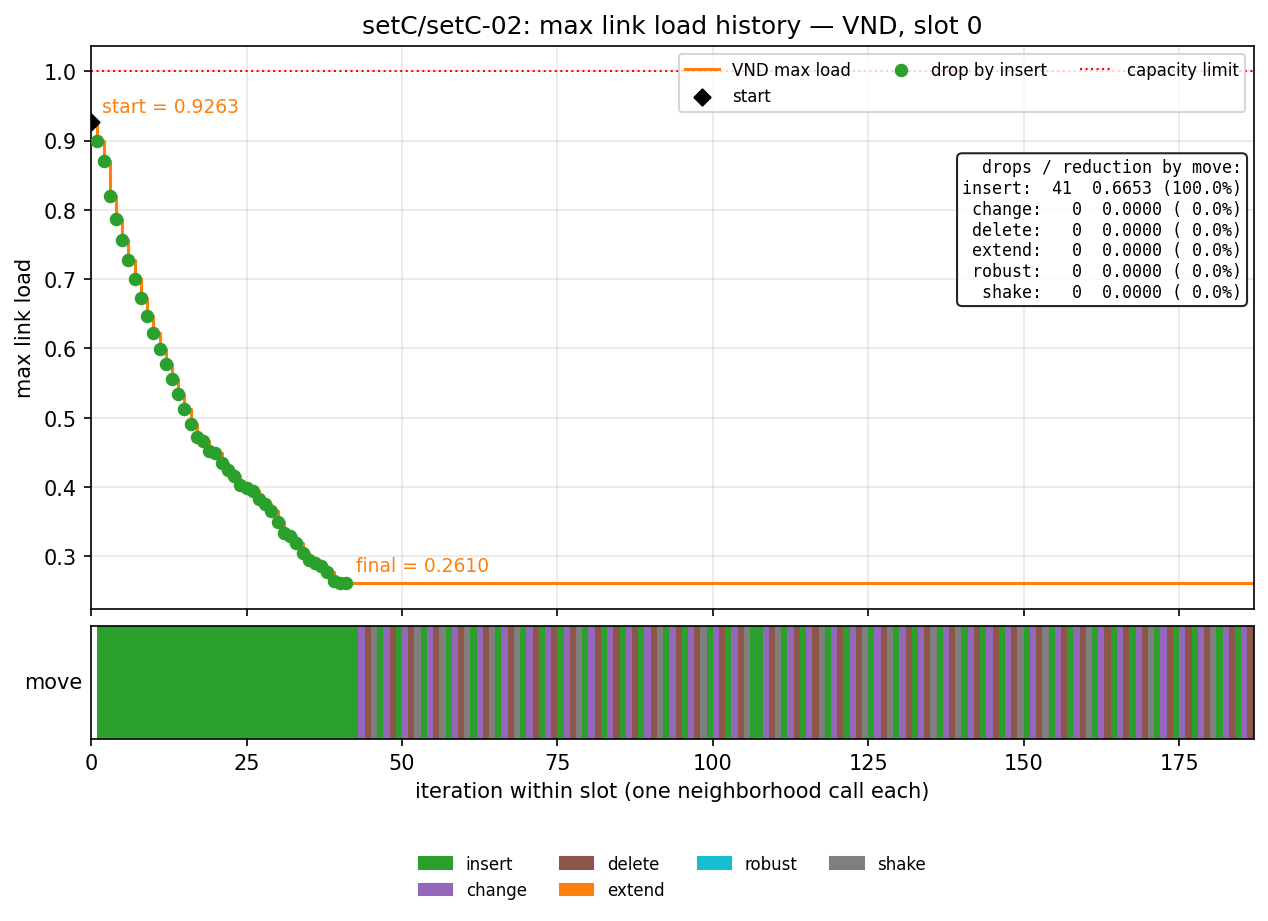 setC/setC-02: max link load history — VND, slot 0
VND max load
drop by insert
capacity limit
start
start = 0.9263
drops / reduction by move:
insert: 41 0.6653 (100.0%)
change: 0 0.0000 ( 0.0%)
delete: 0 0.0000 ( 0.0%)
extend: 0 0.0000 ( 0.0%)
robust: 0 0.0000 ( 0.0%)
shake: 0 0.0000 ( 0.0%)
1.0
0.9
0.8
0.7
0.6
0.5
0.4
0.3
max link load
final = 0.2610
move
0 25 50 75 100 125 150 175
iteration within slot (one neighborhood call each)
insert delete robust shake
change extend